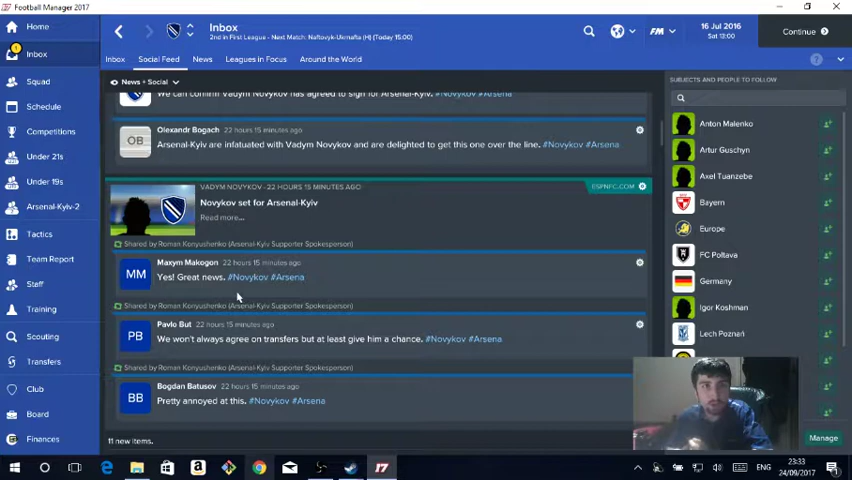 Football Manager 2017
Home
1
Inbox
Squad
Schedule
Competitions
Under 21s
Under 19s
Arsenal-Kyiv-2
Tactics
Team Report
Staff
Training
Scouting
Transfers
Club
Board
Finances
Inbox
2nd in First League - Next Match: Naftovyk-Ukrnafta (H) (Today 15:00)
FM
16 Jul 2016
Sat 13:00
Continue
Inbox Social Feed News Leagues in Focus Around the World
News + Social
We can confirm Vadym Novykov has agreed to sign for Arsenal-Kyiv. #Novykov #Arsena
OB
Olexandr Bogach 22 hours 15 minutes ago
Arsenal-Kyiv are infatuated with Vadym Novykov and are delighted to get this one over the line. #Novykov #Arsena
VADYM NOVYKOV - 22 HOURS 15 MINUTES AGO
ESPNFC.COM
Novykov set for Arsenal-Kyiv
Read more...
Shared by Roman Konyushenko (Arsenal-Kyiv Supporter Spokesperson)
MM
Maxym Makogon 22 hours 15 minutes ago
Yes! Great news. #Novykov #Arsena
Shared by Roman Konyushenko (Arsenal-Kyiv Supporter Spokesperson)
PB
Pavlo But 22 hours 15 minutes ago
We won't always agree on transfers but at least give him a chance. #Novykov #Arsena
Shared by Roman Konyushenko (Arsenal-Kyiv Supporter Spokesperson)
BB
Bogdan Batusov 22 hours 15 minutes ago
Pretty annoyed at this. #Novykov #Arsena
11 new items.
SUBJECTS AND PEOPLE TO FOLLOW
Anton Malenko
Artur Guschyn
Axel Tuanzebe
Bayern
Europe
FC Poltava
Germany
Igor Koshman
Lech Poznań
Manage
17
ENG
23:33
24/09/2017